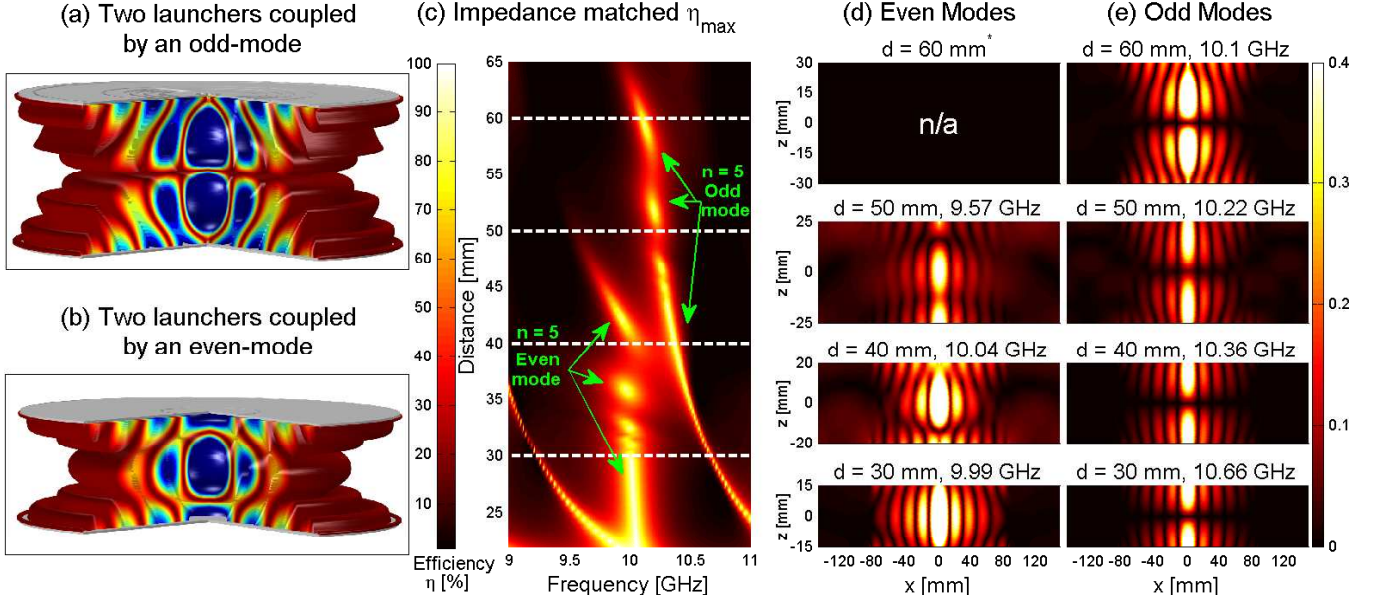 (a) Two launchers coupled
by an odd-mode
(b) Two launchers coupled
by an even-mode
(c) Impedance matched ηmax
100
90
80
70
60
50
40
30
20
10
Efficiency
η [%]
Distance [mm]
65
60
55
50
45
40
35
30
25
n = 5
Odd
mode
n = 5
Even
mode
9
9.5
10
10.5
11
Frequency [GHz]
(d) Even Modes
d = 60 mm*
z [mm]
30
15
0
-15
-30
n/a
d = 50 mm, 9.57 GHz
z [mm]
25
0
-25
d = 40 mm, 10.04 GHz
z [mm]
20
0
-20
d = 30 mm, 9.99 GHz
z [mm]
15
0
-15
-120 -80 -40 0 40 80 120
x [mm]
(e) Odd Modes
d = 60 mm, 10.1 GHz
d = 50 mm, 10.22 GHz
d = 40 mm, 10.36 GHz
d = 30 mm, 10.66 GHz
-120 -80 -40 0 40 80 120
x [mm]
0.4
0.3
0.2
0.1
0